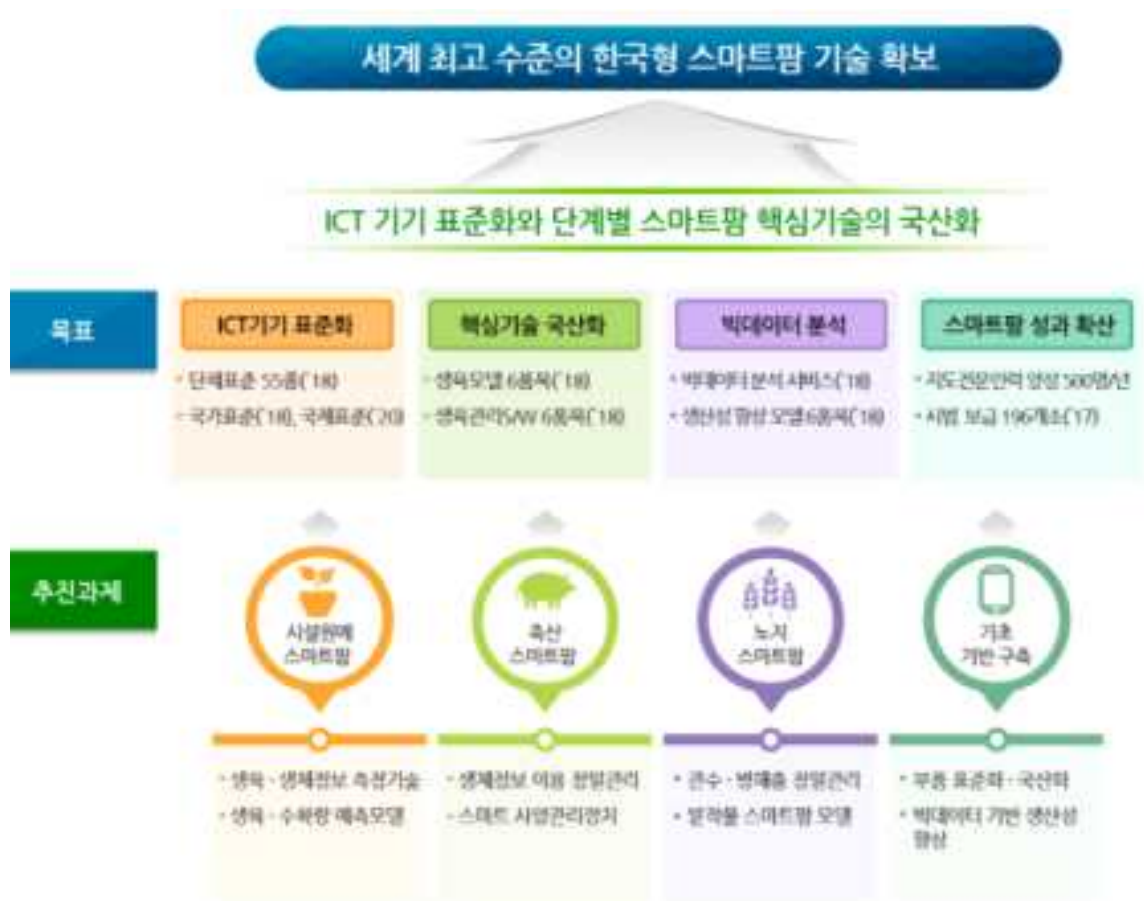 세계 최고 수준의 한국형 스마트팜 기술 확보
ICT 기기 표준화와 단계별 스마트팜 핵심기술의 국산화
목표
ICT기기 표준화
- 단체표준 55종('18)
- 국가표준('18), 국제표준('20)
핵심기술 국산화
- 생육모델 6품목('18)
- 생육관리S/W 6품목('18)
빅데이터 분석
- 빅데이터 분석 서비스('18)
- 생산성 향상 모델 6품목('18)
스마트팜 성과 확산
- 지도전문인력 양성 500명/년
- 시범 보급 196개소('17)
추진과제
시설원예
스마트팜
- 생육·생체정보 측정기술
- 생육·수확량 예측모델
축산
스마트팜
- 생체정보 이용 정밀관리
- 스마트 사양관리장치
노지
스마트팜
- 관수·병해충 정밀관리
- 밭작물 스마트팜 모델
기초
기반 구축
- 부품 표준화·국산화
- 빅데이터 기반 생산성
향상